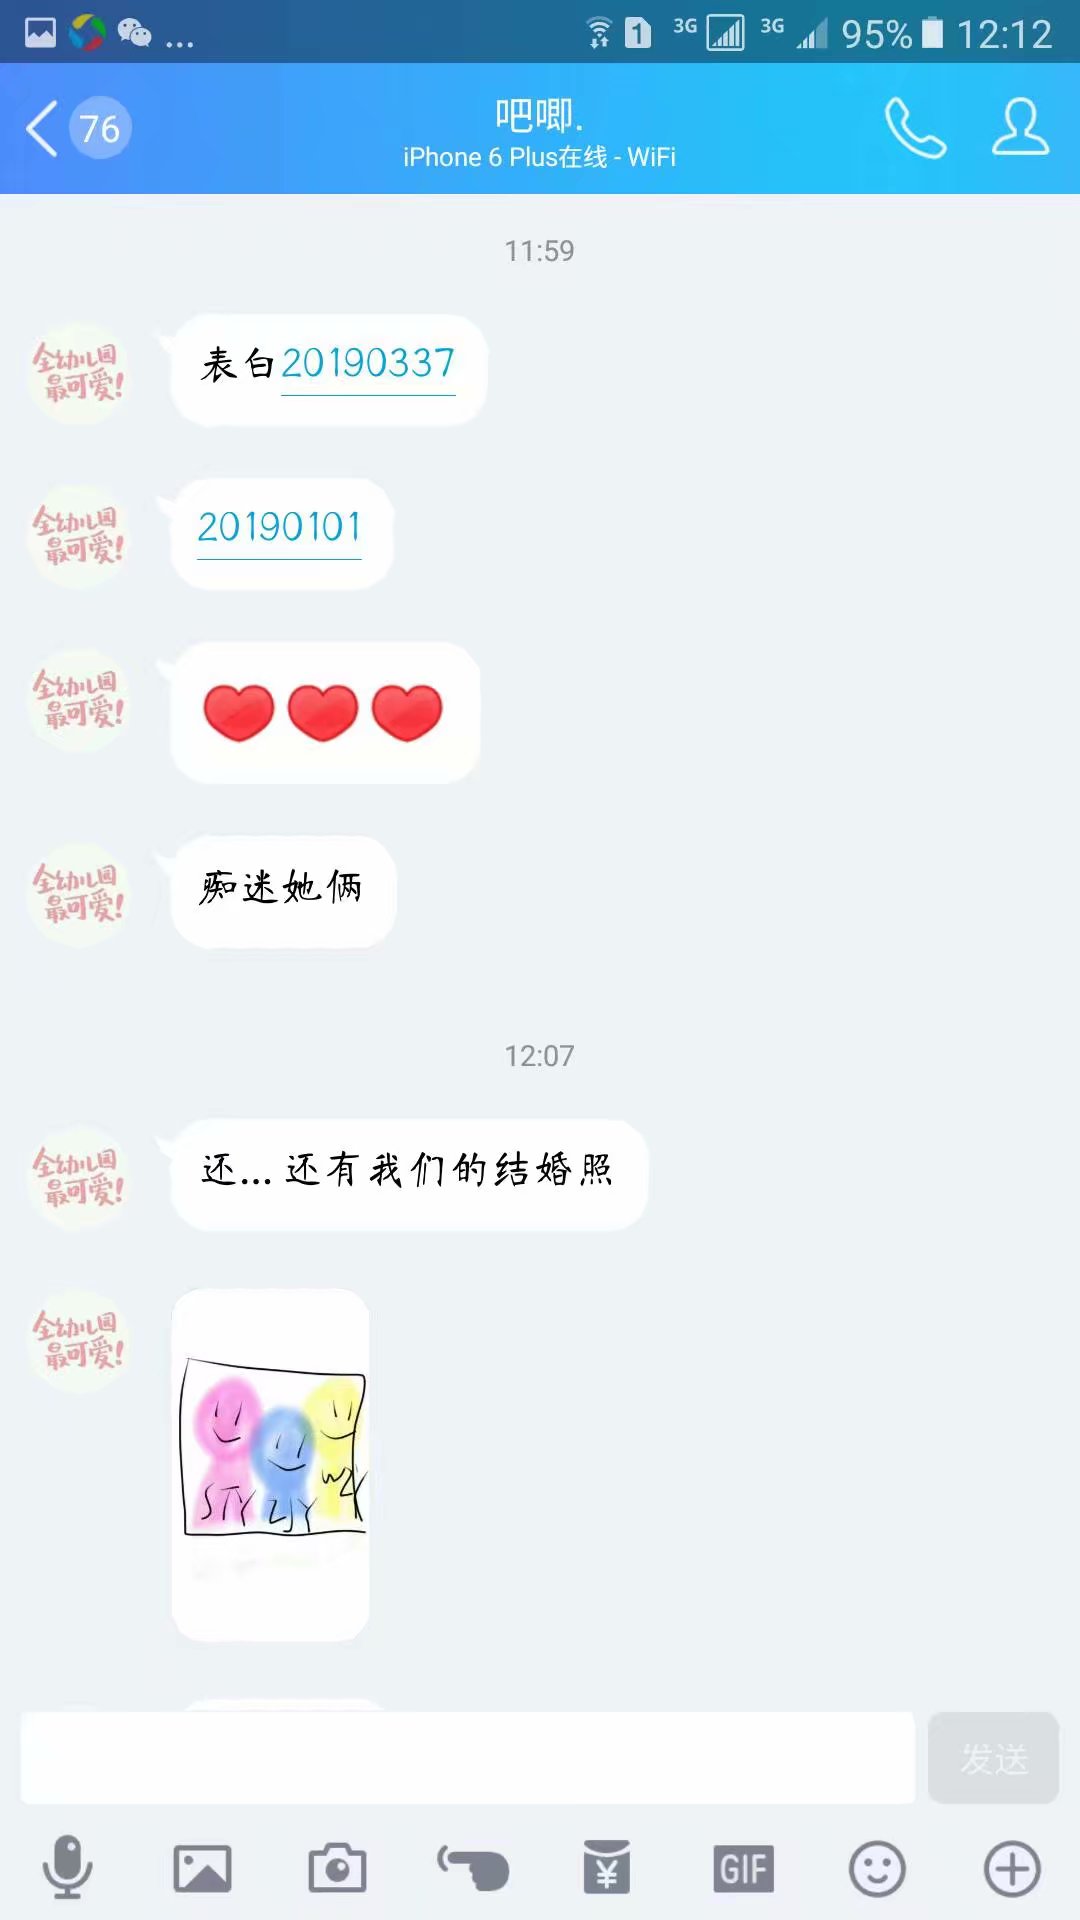 ... 3G 3G 95% 12:12
76
吧唧.
iPhone 6 Plus在线 - WiFi
11:59
全幼儿园
最可爱!
表白20190337
全幼儿园
最可爱!
20190101
全幼儿园
最可爱!
全幼儿园
最可爱!
痴迷她俩
12:07
全幼儿园
最可爱!
还... 还有我们的结婚照
全幼儿园
最可爱!
STY ZJY WZY
发送
GIF